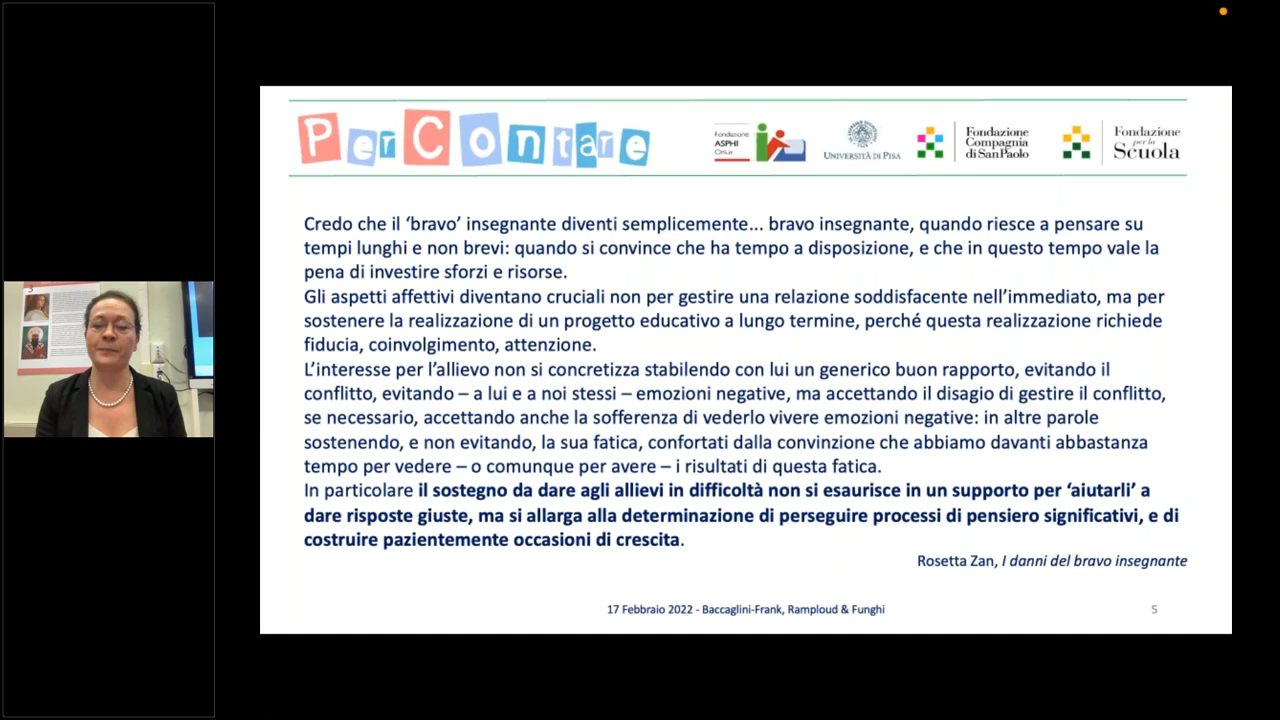 PerContare
Fondazione
ASPHI
Onlus
UNIVERSITÀ DI PISA
Fondazione
Compagnia
di SanPaolo
Fondazione
per la
Scuola
Credo che il ‘bravo’ insegnante diventi semplicemente... bravo insegnante, quando riesce a pensare su
tempi lunghi e non brevi: quando si convince che ha tempo a disposizione, e che in questo tempo vale la
pena di investire sforzi e risorse.
Gli aspetti affettivi diventano cruciali non per gestire una relazione soddisfacente nell’immediato, ma per
sostenere la realizzazione di un progetto educativo a lungo termine, perché questa realizzazione richiede
fiducia, coinvolgimento, attenzione.
L’interesse per l’allievo non si concretizza stabilendo con lui un generico buon rapporto, evitando il
conflitto, evitando – a lui e a noi stessi – emozioni negative, ma accettando il disagio di gestire il conflitto,
se necessario, accettando anche la sofferenza di vederlo vivere emozioni negative: in altre parole
sostenendo, e non evitando, la sua fatica, confortati dalla convinzione che abbiamo davanti abbastanza
tempo per vedere – o comunque per avere – i risultati di questa fatica.
In particolare il sostegno da dare agli allievi in difficoltà non si esaurisce in un supporto per ‘aiutarli’ a
dare risposte giuste, ma si allarga alla determinazione di perseguire processi di pensiero significativi, e di
costruire pazientemente occasioni di crescita.
Rosetta Zan, I danni del bravo insegnante
17 Febbraio 2022 - Baccaglini-Frank, Ramploud & Funghi
5